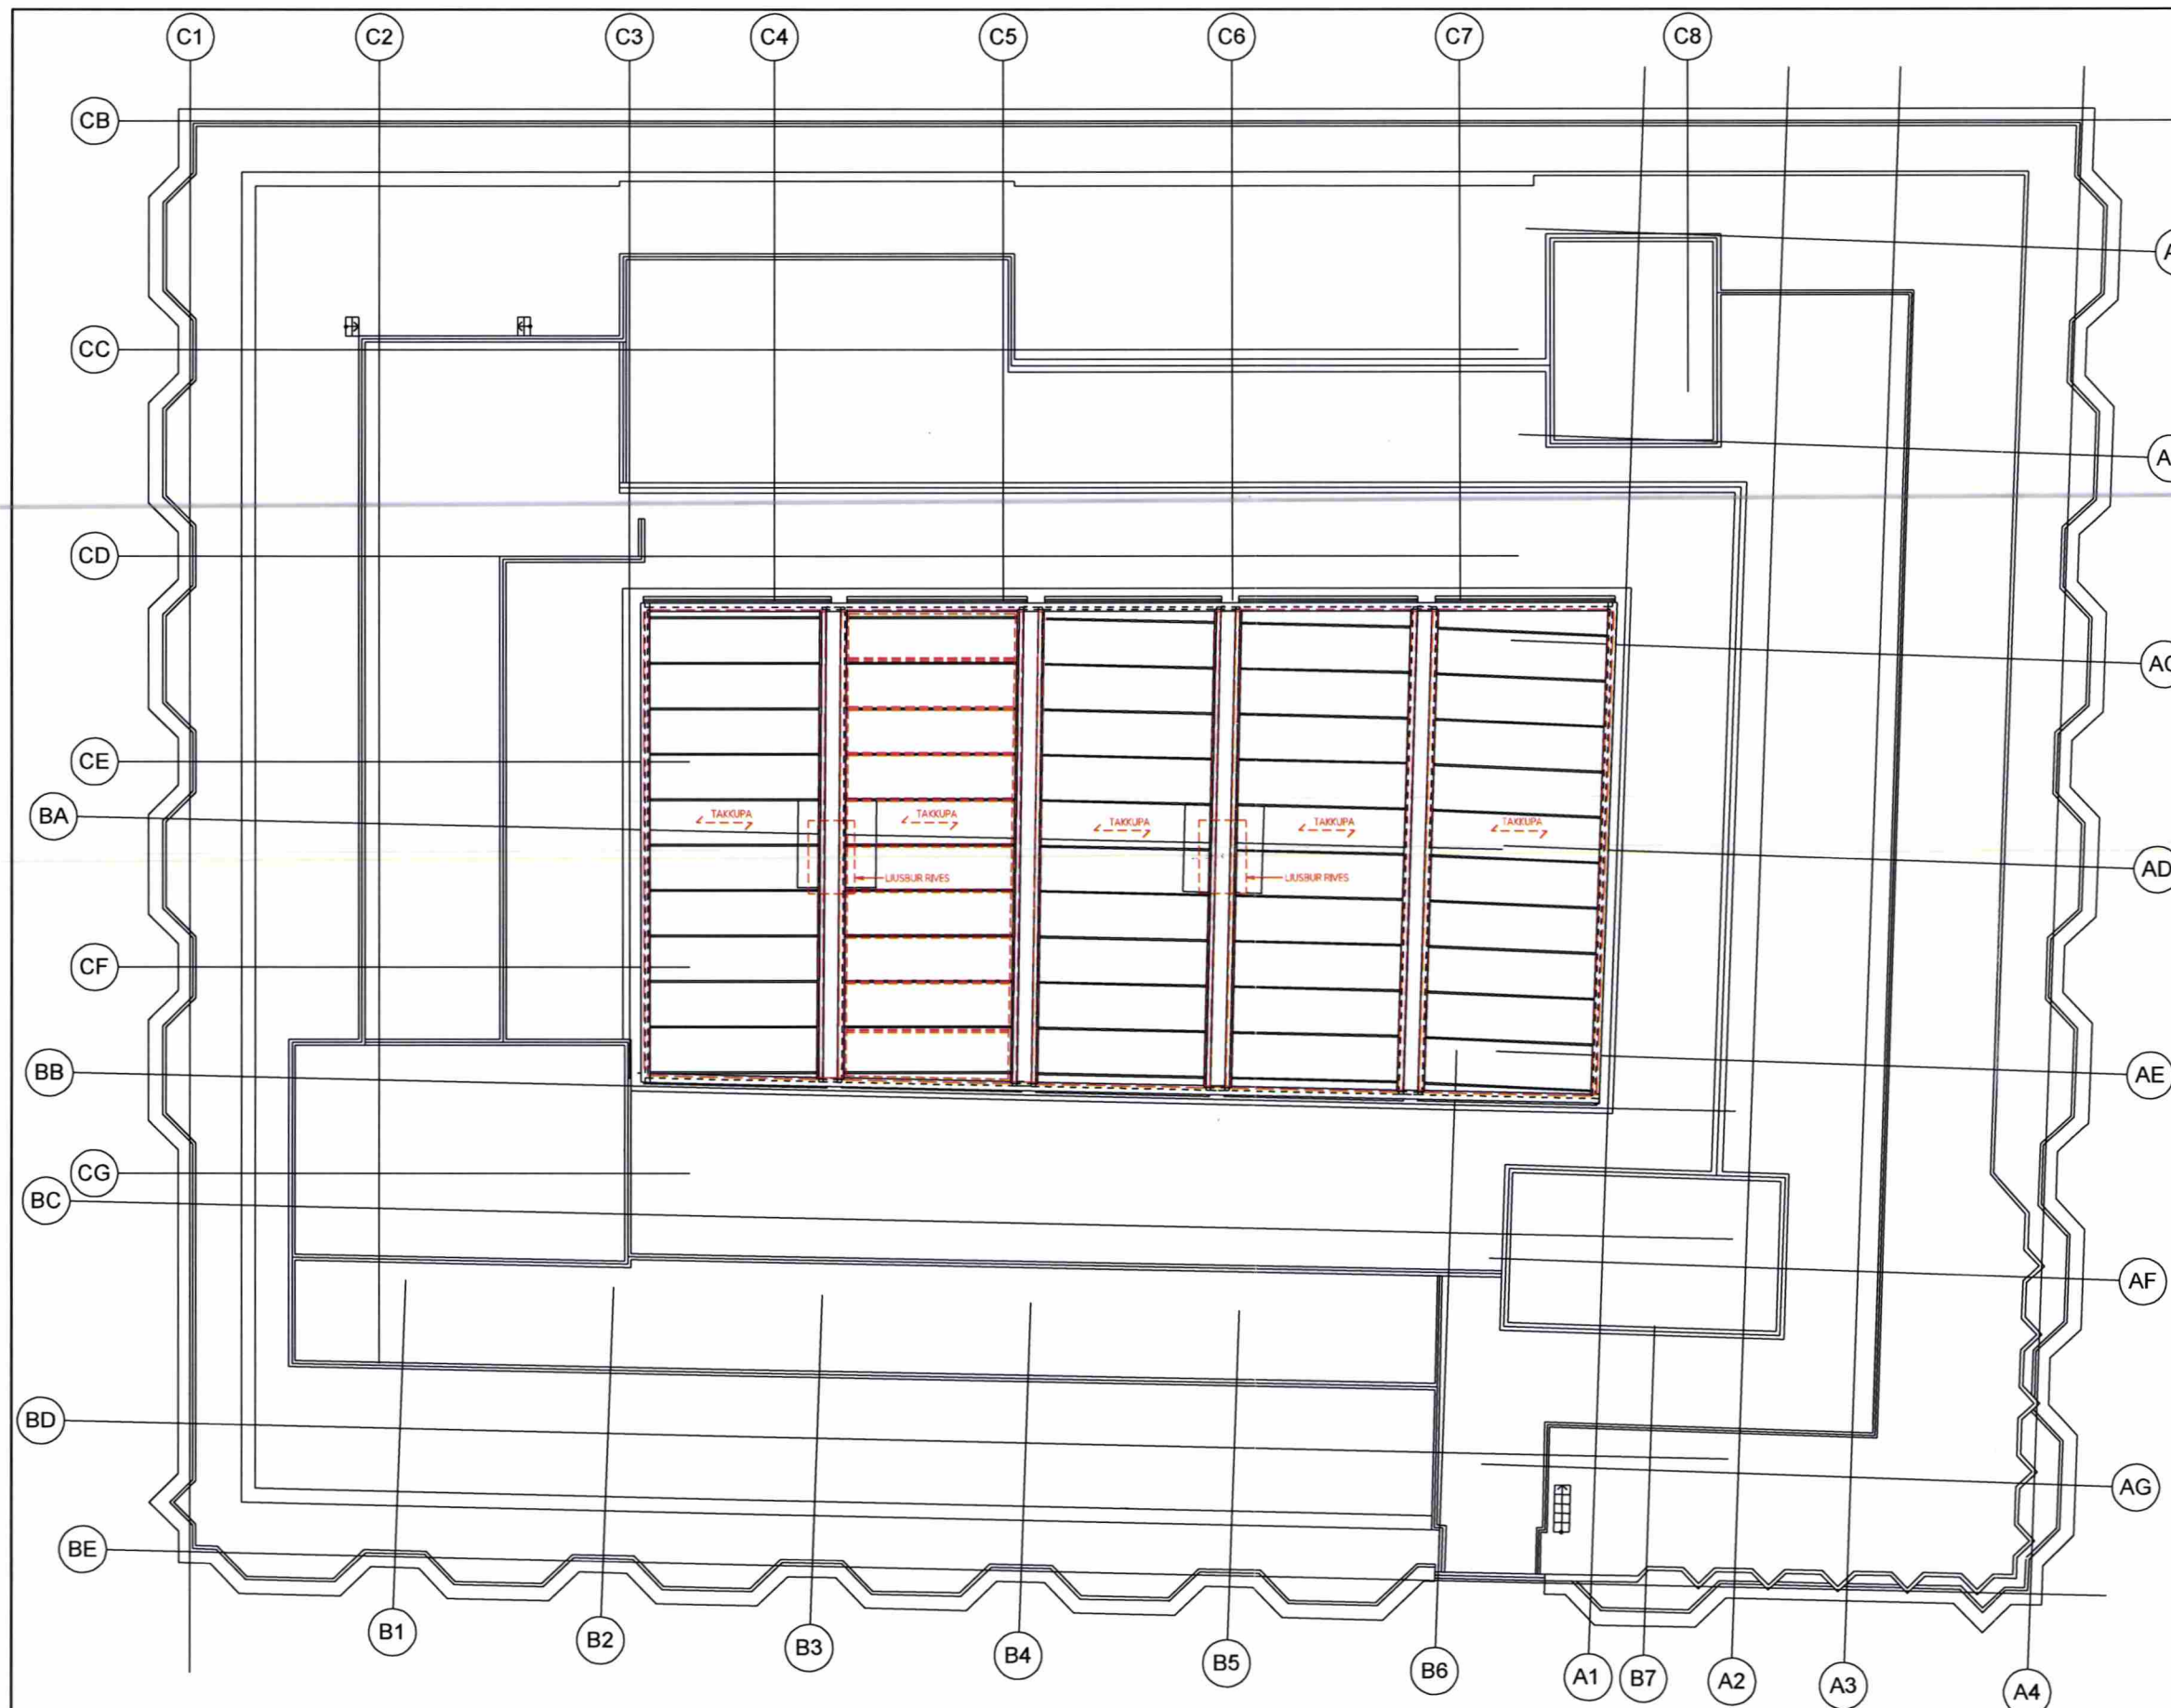 C1 C2 C3 C4 C5 C6 C7 C8
CB
CC
CD
CE
BA
TAKKUPA TAKKUPA TAKKUPA TAKKUPA TAKKUPA
AD
LJUSBUR RIVES LJUSBUR RIVES
CF
BB
AE
CG
BC
AF
BD
AG
BE
B1 B2 B3 B4 B5 B6 A1 B7 A2 A3 A4